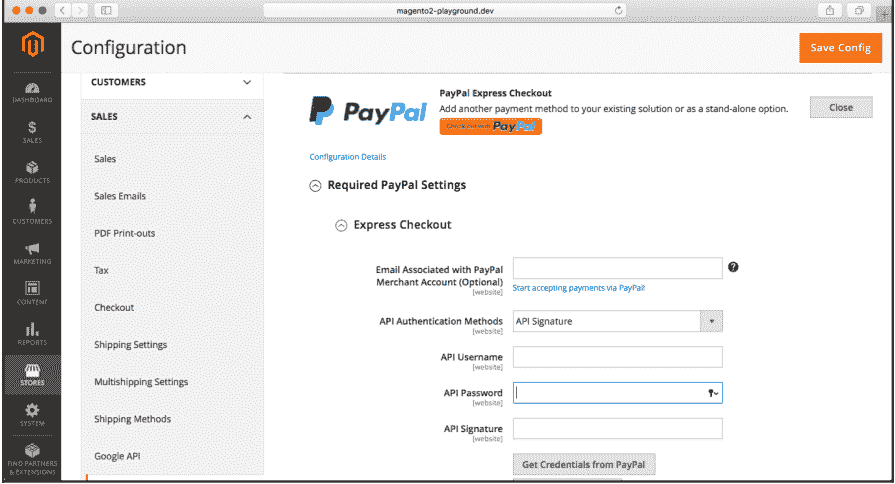 magento2-playground.dev
Configuration
Save Config
DASHBOARD
SALES
PRODUCTS
CUSTOMERS
MARKETING
CONTENT
REPORTS
STORES
SYSTEM
FIND PARTNERS
& EXTENSIONS
CUSTOMERS
SALES
Sales
Sales Emails
PDF Print-outs
Tax
Checkout
Shipping Settings
Multishipping Settings
Shipping Methods
Google API
PayPal
PayPal Express Checkout
Add another payment method to your existing solution or as a stand-alone option.
Check out with PayPal
Close
Configuration Details
Required PayPal Settings
Express Checkout
Email Associated with PayPal
Merchant Account (Optional)
[website]
Start accepting payments via PayPal!
API Authentication Methods
[website]
API Signature
API Username
[website]
API Password
[website]
API Signature
[website]
Get Credentials from PayPal